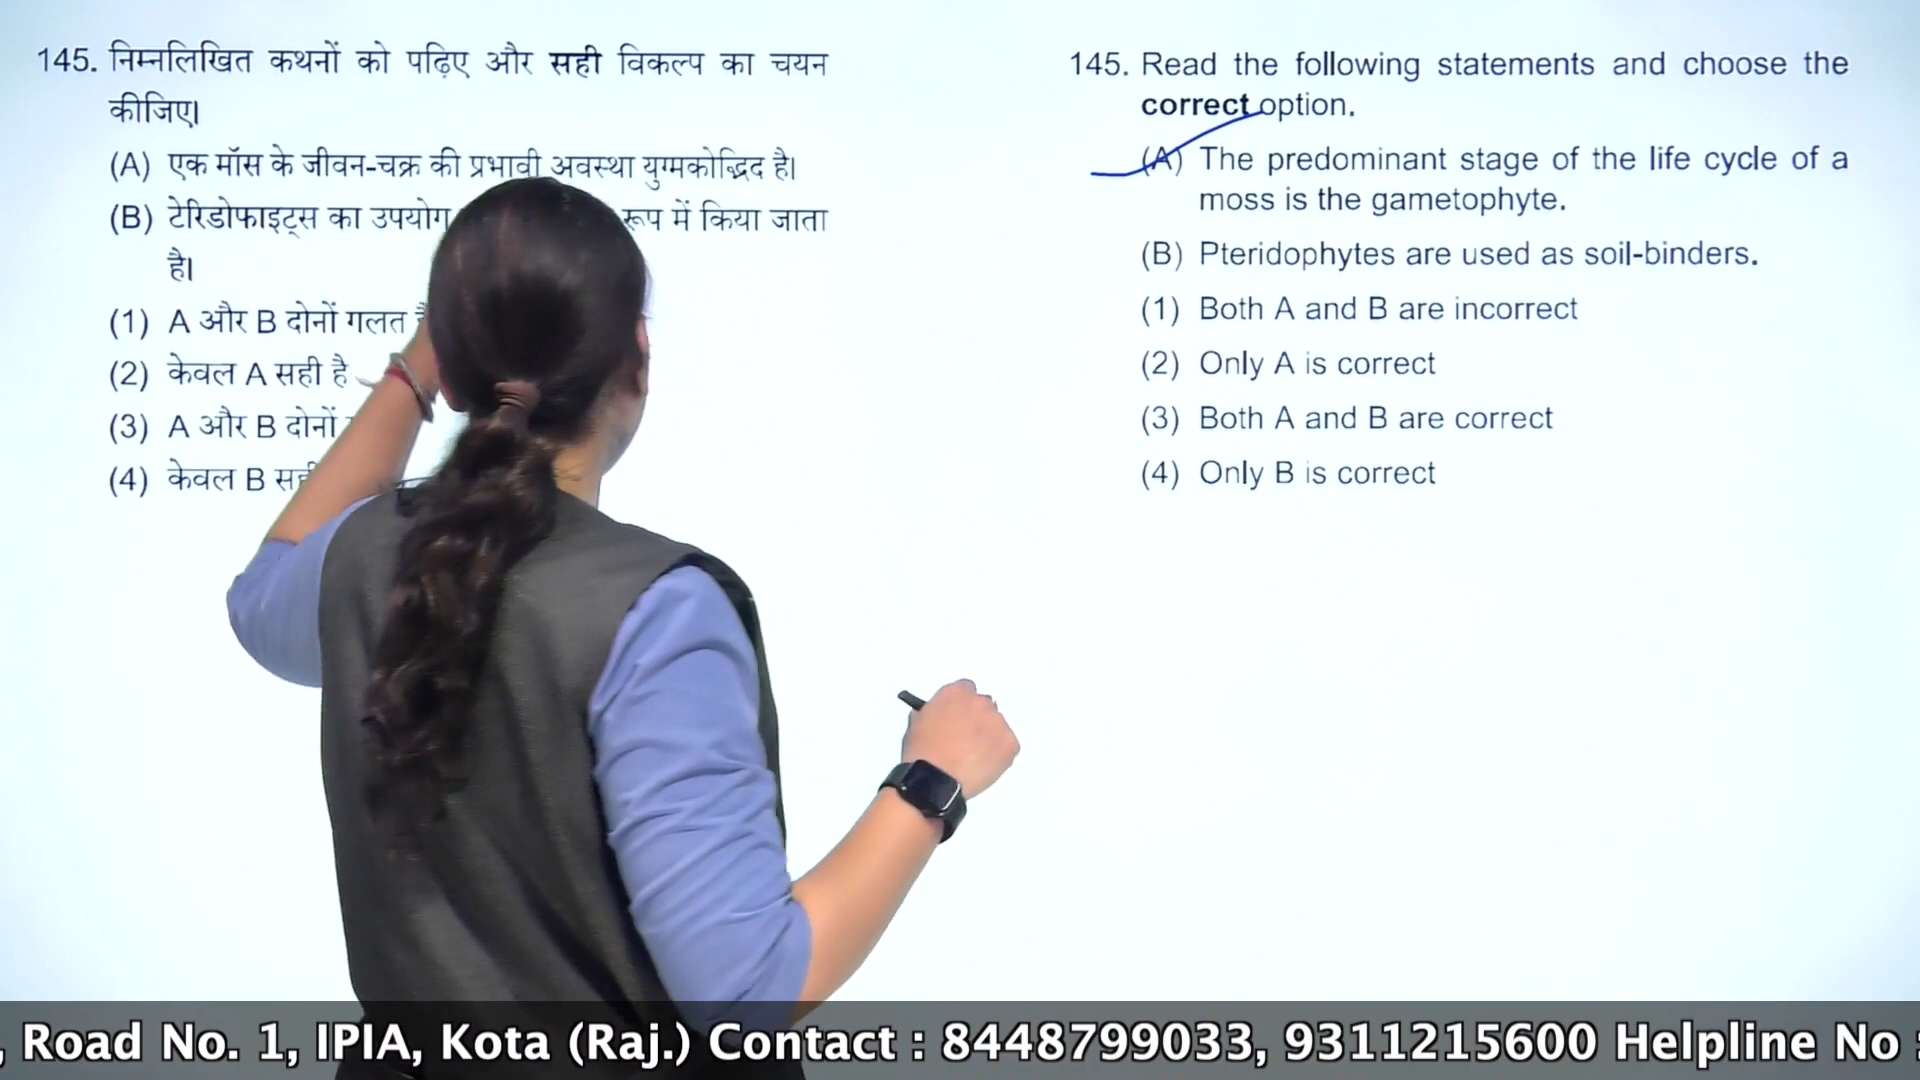 145. निम्नलिखित कथनों को पढ़िए और सही विकल्प का चयन
कीजिए।
(A) एक मॉस के जीवन-चक्र की प्रभावी अवस्था युग्मकोद्भिद है।
(B) टेरिडोफाइट्स का उपयोग रूप में किया जाता
है।
(1) A और B दोनों गलत
(2) केवल A सही है
(3) A और B दोनों
(4) केवल B
145. Read the following statements and choose the
correct option.
(A) The predominant stage of the life cycle of a
moss is the gametophyte.
(B) Pteridophytes are used as soil-binders.
(1) Both A and B are incorrect
(2) Only A is correct
(3) Both A and B are correct
(4) Only B is correct
, Road No. 1, IPIA, Kota (Raj.) Contact : 8448799033, 9311215600 Helpline No :